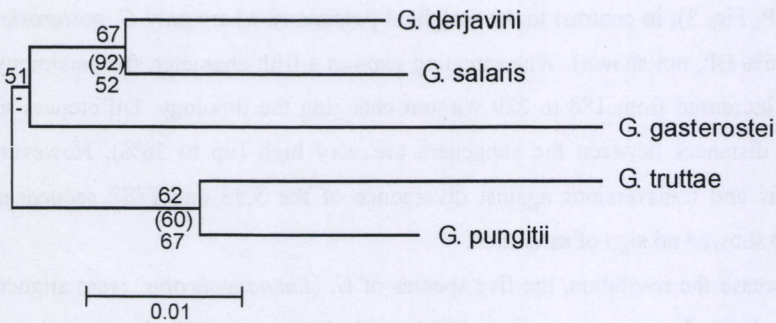 G. derjavini
67
(92)
52
G. salaris
51
G. gasterostei
G. truttae
62
(60)
67
G. pungitii
0.01